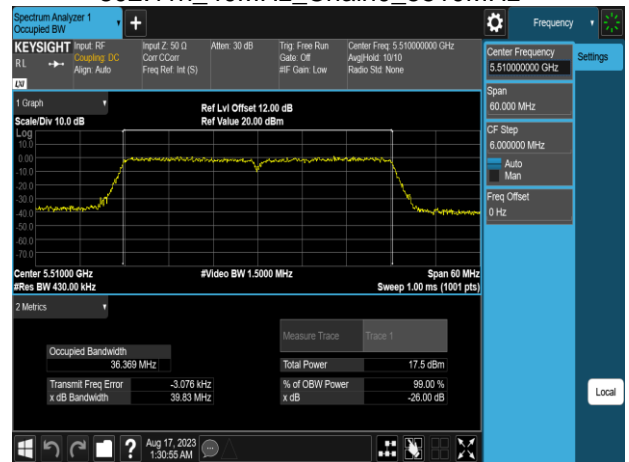 Spectrum Analyzer 1
Occupied BW
Frequency
KEYSIGHT
Input: RF
Input Z: 50 Ω
Atten: 30 dB
Trig: Free Run
Center Freq: 5.510000000 GHz
RL
Coupling: DC
Corr CCorr
Gate: Off
Avg|Hold: 10/10
Align: Auto
Freq Ref: Int (S)
#IF Gain: Low
Radio Std: None
LXI
Center Frequency
5.510000000 GHz
Settings
Span
60.000 MHz
CF Step
6.000000 MHz
Auto
Man
Freq Offset
0 Hz
1 Graph
Ref Lvl Offset 12.00 dB
Scale/Div 10.0 dB
Ref Value 20.00 dBm
Log
10.0
0.00
-10.0
-20.0
-30.0
-40.0
-50.0
-60.0
-70.0
Center 5.51000 GHz
#Video BW 1.5000 MHz
Span 60 MHz
#Res BW 430.00 kHz
Sweep 1.00 ms (1001 pts)
2 Metrics
Measure Trace
Trace 1
Occupied Bandwidth
36.369 MHz
Total Power
17.5 dBm
Transmit Freq Error
-3.076 kHz
% of OBW Power
99.00 %
x dB Bandwidth
39.83 MHz
x dB
-26.00 dB
Local
Aug 17, 2023
1:30:55 AM